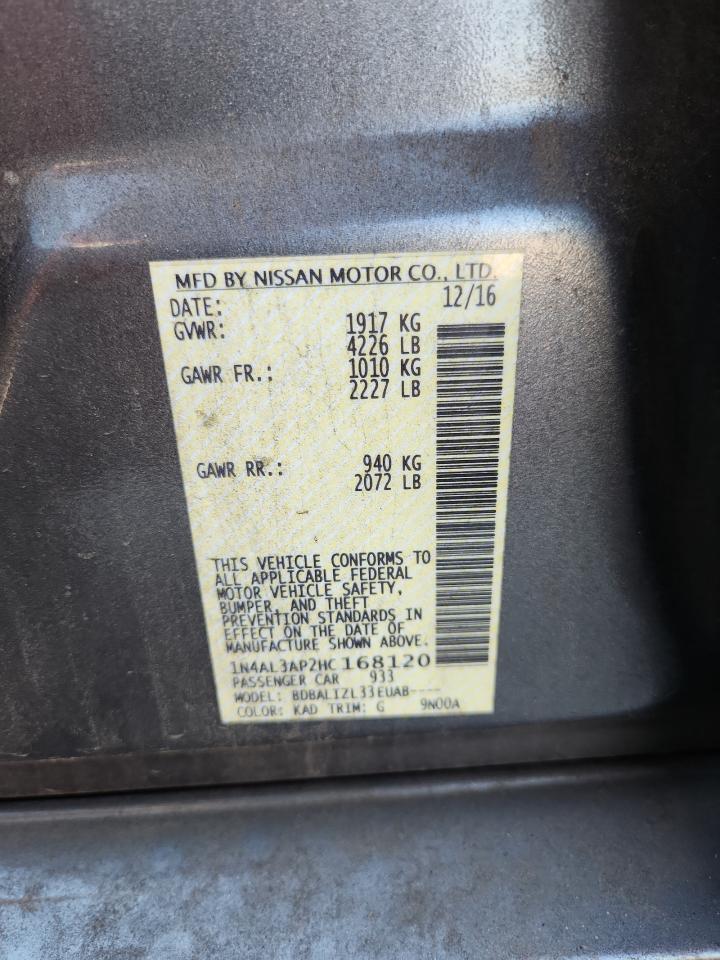 MFD BY NISSAN MOTOR CO., LTD.
DATE: 12/16
GVWR: 1917 KG
4226 LB
GAWR FR.: 1010 KG
2227 LB
GAWR RR.: 940 KG
2072 LB
THIS VEHICLE CONFORMS TO
ALL APPLICABLE FEDERAL
MOTOR VEHICLE SAFETY,
BUMPER, AND THEFT
PREVENTION STANDARDS IN
EFFECT ON THE DATE OF
MANUFACTURE SHOWN ABOVE.
1N4AL3AP2HC168120
PASSENGER CAR 933
MODEL: BDBALIZL33EUAB----
COLOR: KAD TRIM: G 9N00A